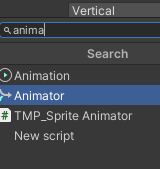 Vertical
anima
Search
Animation
Animator
TMP_Sprite Animator
New script